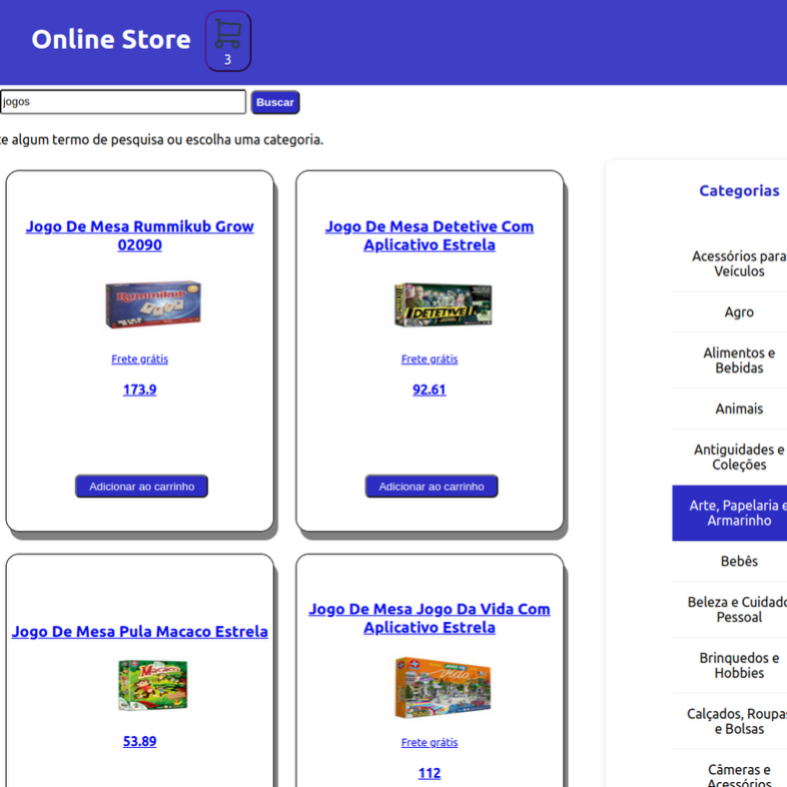 Online Store
3
jogos
Buscar
e algum termo de pesquisa ou escolha uma categoria.
Jogo De Mesa Rummikub Grow
02090
Rummikub
Frete grátis
173.9
Adicionar ao carrinho
Jogo De Mesa Detetive Com
Aplicativo Estrela
DETETIVE
Frete grátis
92.61
Adicionar ao carrinho
Jogo De Mesa Pula Macaco Estrela
Macaco
53.89
Jogo De Mesa Jogo Da Vida Com
Aplicativo Estrela
vida
Frete grátis
112
Categorias
Acessórios para
Veículos
Agro
Alimentos e
Bebidas
Animais
Antiguidades e
Coleções
Arte, Papelaria e
Armarinho
Bebês
Beleza e Cuidado
Pessoal
Brinquedos e
Hobbies
Calçados, Roupas
e Bolsas
Câmeras e
Acessórios